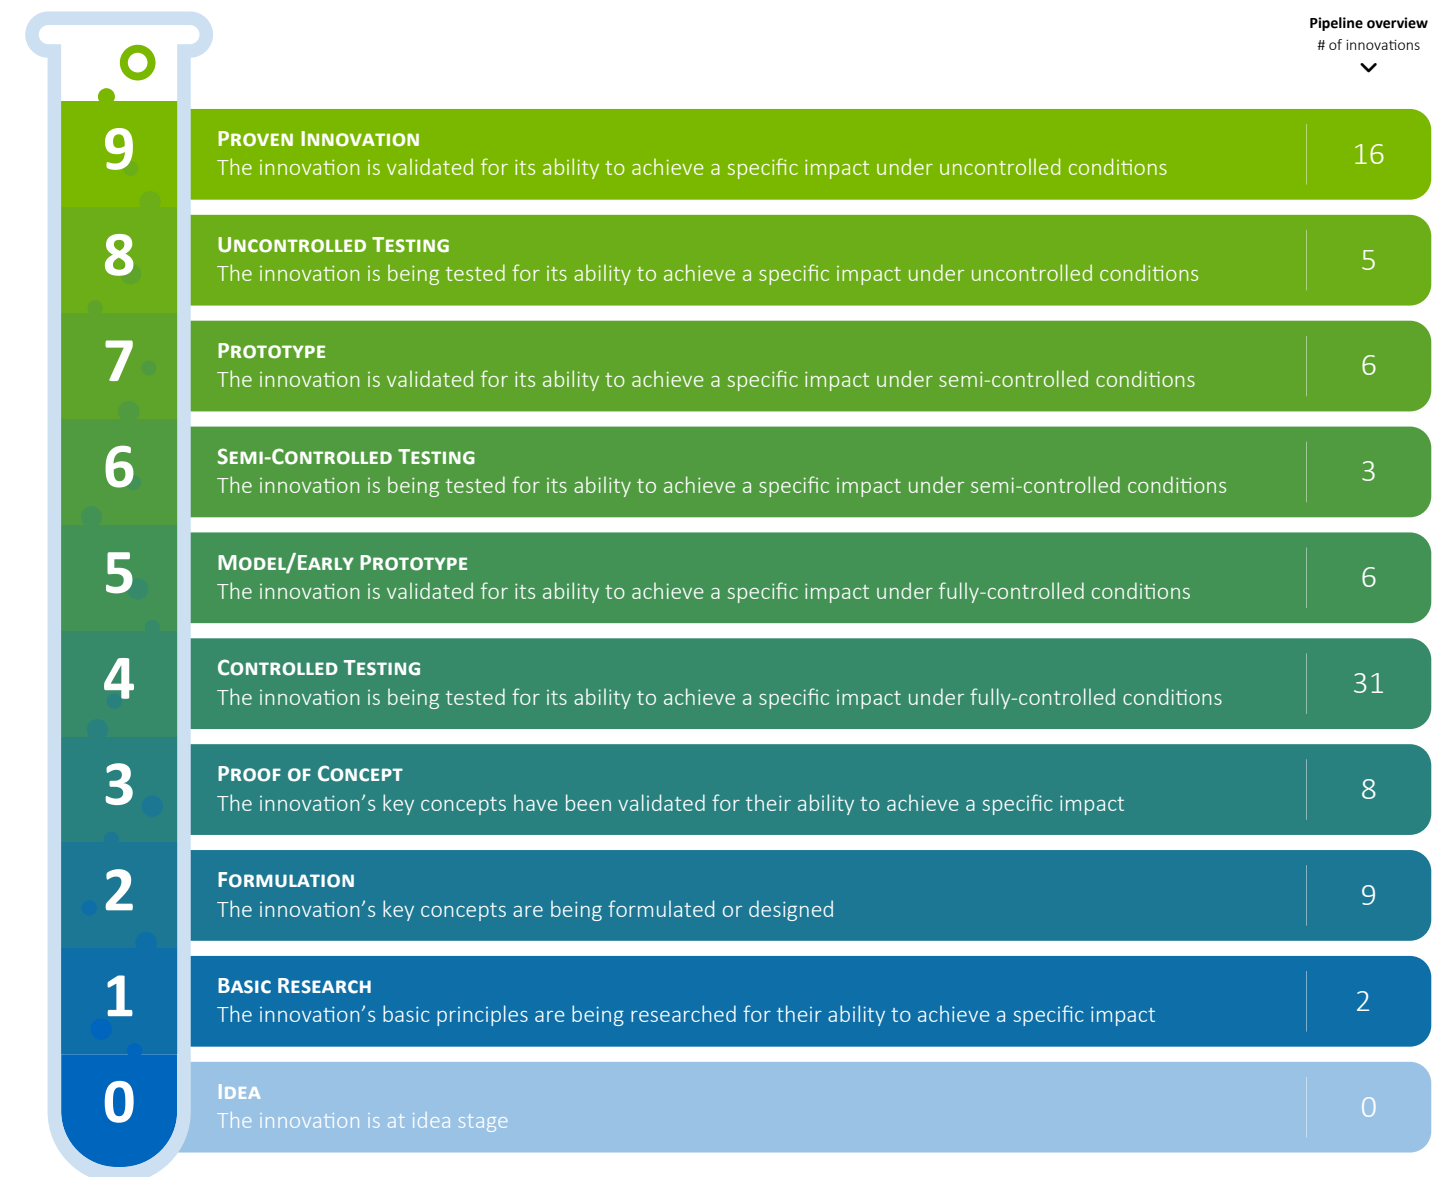 Pipeline overview
# of innovations
9
PROVEN INNOVATION
The innovation is validated for its ability to achieve a specific impact under uncontrolled conditions
16
8
UNCONTROLLED TESTING
The innovation is being tested for its ability to achieve a specific impact under uncontrolled conditions
5
7
PROTOTYPE
The innovation is validated for its ability to achieve a specific impact under semi-controlled conditions
6
6
SEMI-CONTROLLED TESTING
The innovation is being tested for its ability to achieve a specific impact under semi-controlled conditions
3
5
MODEL/EARLY PROTOTYPE
The innovation is validated for its ability to achieve a specific impact under fully-controlled conditions
6
4
CONTROLLED TESTING
The innovation is being tested for its ability to achieve a specific impact under fully-controlled conditions
31
3
PROOF OF CONCEPT
The innovation’s key concepts have been validated for their ability to achieve a specific impact
8
2
FORMULATION
The innovation’s key concepts are being formulated or designed
9
1
BASIC RESEARCH
The innovation’s basic principles are being researched for their ability to achieve a specific impact
2
0
IDEA
The innovation is at idea stage
0